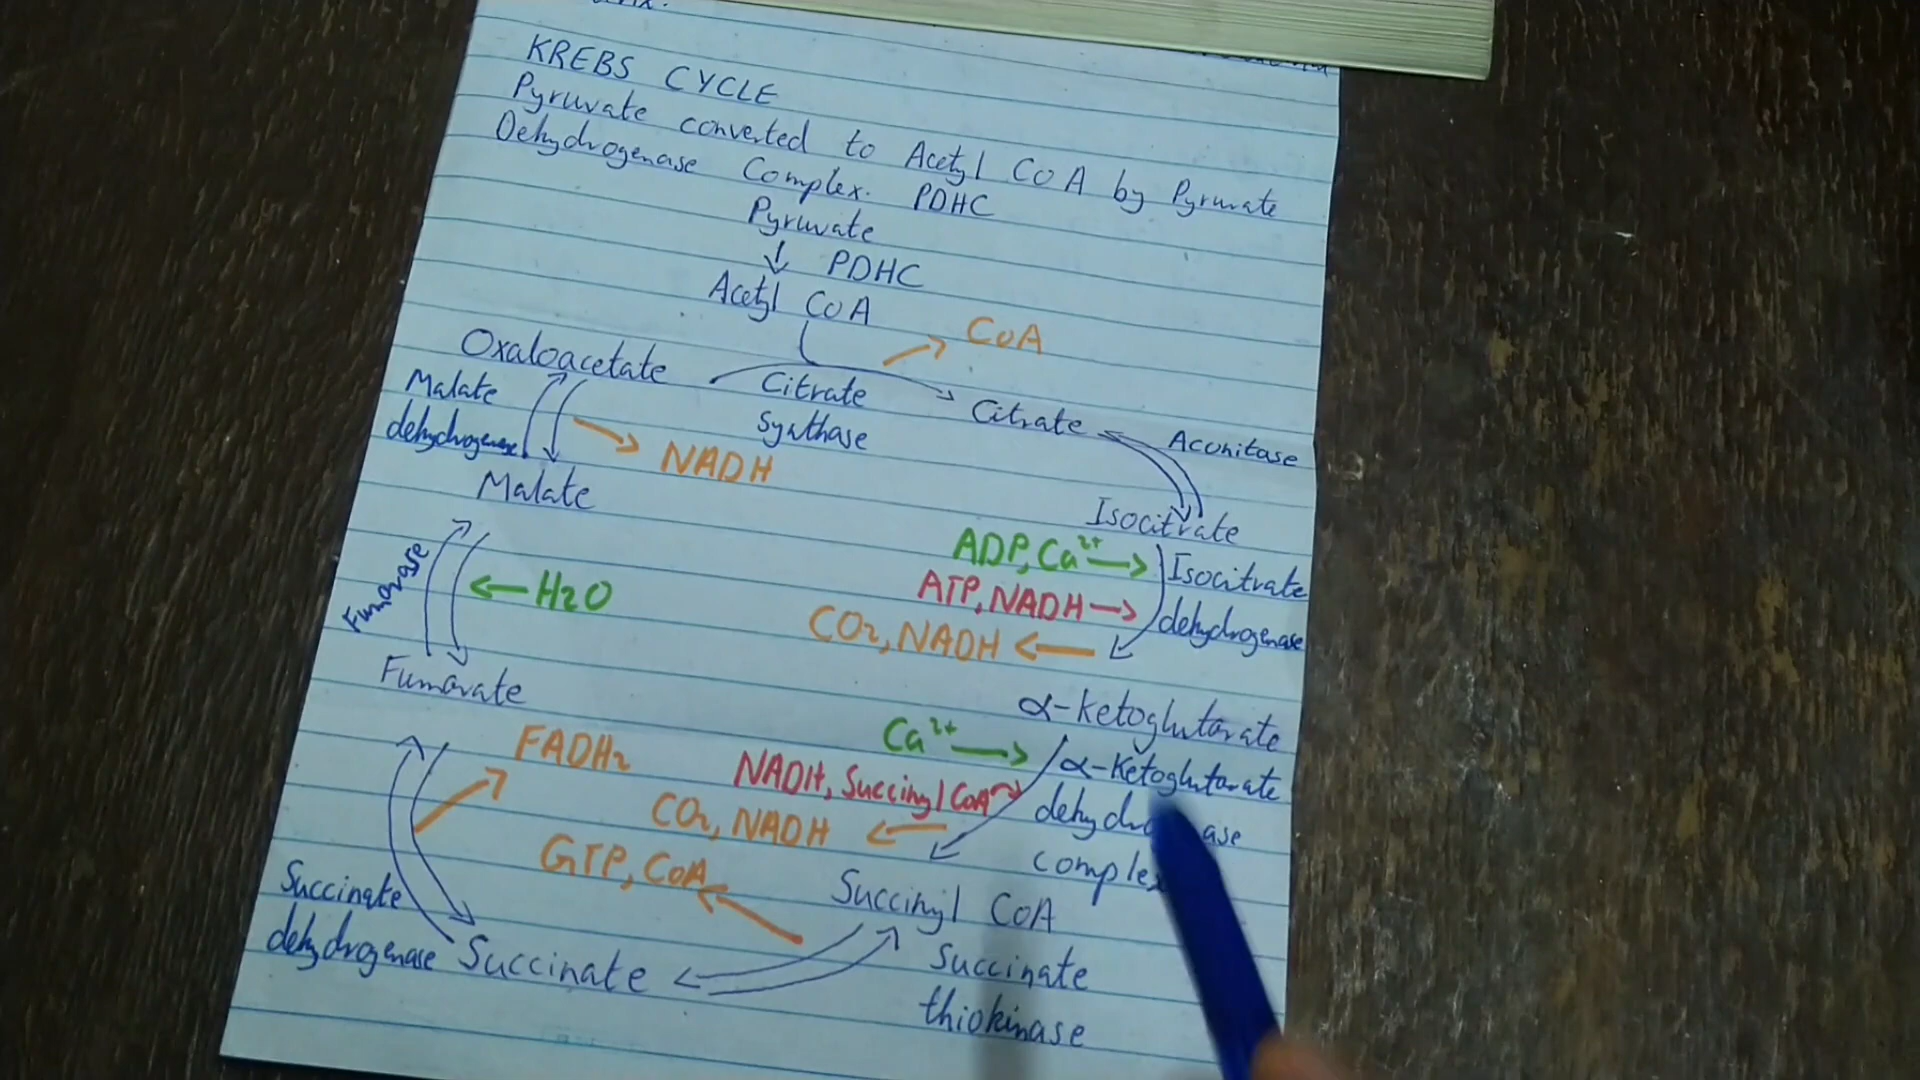 KREBS CYCLE
Pyruvate converted to Acetyl CoA by Pyruvate
Dehydrogenase Complex. PDHC
Pyruvate
↓ PDHC
Acetyl CoA
CoA
Oxaloacetate
Citrate
Synthase
Citrate
Malate
dehydrogenase
NADH
Aconitase
Malate
Isocitrate
ADP, Ca²⁺ →
ATP, NADH →
CO₂, NADH ←
Isocitrate
dehydrogenase
Fumarase
← H2O
Fumarate
α-ketoglutarate
Ca²⁺ →
NADH, Succinyl CoA →
CO₂, NADH ←
α-Ketoglutarate
complex
FADH₂
GTP, CoA
Succinyl CoA
Succinate
thiokinase
Succinate
dehydrogenase
Succinate